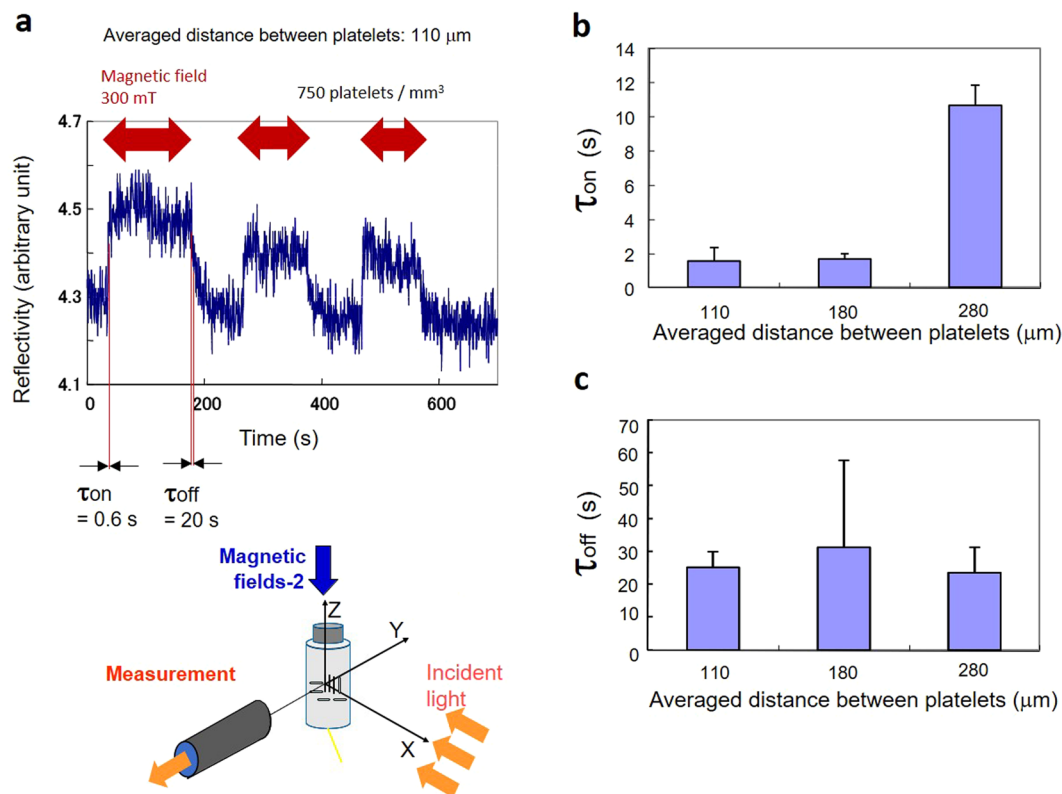 a
Averaged distance between platelets: 110 μm
Magnetic field
300 mT
750 platelets / mm³
4.7
4.5
4.3
4.1
Reflectivity (arbitrary unit)
0
200
400
600
Time (s)
τon
= 0.6 s
τoff
= 20 s
Magnetic
fields-2
Z
Y
X
Measurement
Incident
light
b
14
12
10
8
6
4
2
0
τon (s)
110
180
280
Averaged distance between platelets (μm)
c
70
60
50
40
30
20
10
0
τoff (s)
110
180
280
Averaged distance between platelets (μm)